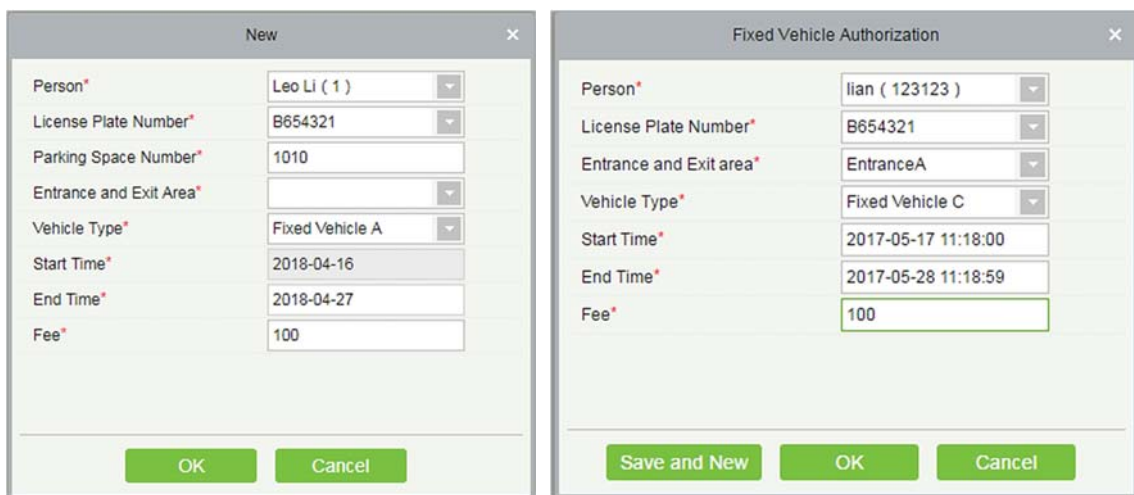 New ×
Person* Leo Li ( 1 )
License Plate Number* B654321
Parking Space Number* 1010
Entrance and Exit Area*
Vehicle Type* Fixed Vehicle A
Start Time* 2018-04-16
End Time* 2018-04-27
Fee* 100
OK Cancel
Fixed Vehicle Authorization ×
Person* lian ( 123123 )
License Plate Number* B654321
Entrance and Exit area* EntranceA
Vehicle Type* Fixed Vehicle C
Start Time* 2017-05-17 11:18:00
End Time* 2017-05-28 11:18:59
Fee* 100
Save and New OK Cancel